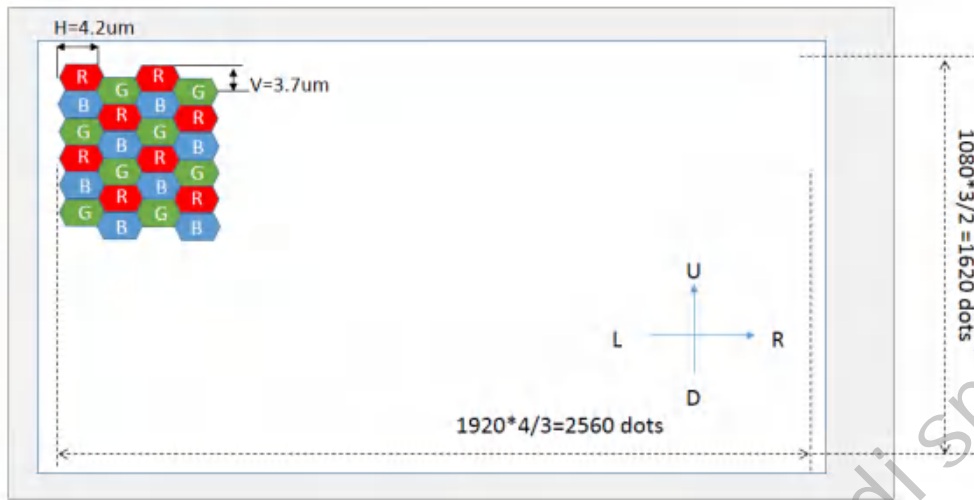 H=4.2um
V=3.7um
R G R G
B R B R
G B G B
R G R G
B R B R
G B G B
U
L R
D
1920*4/3=2560 dots
1080*3/2 =1620 dots